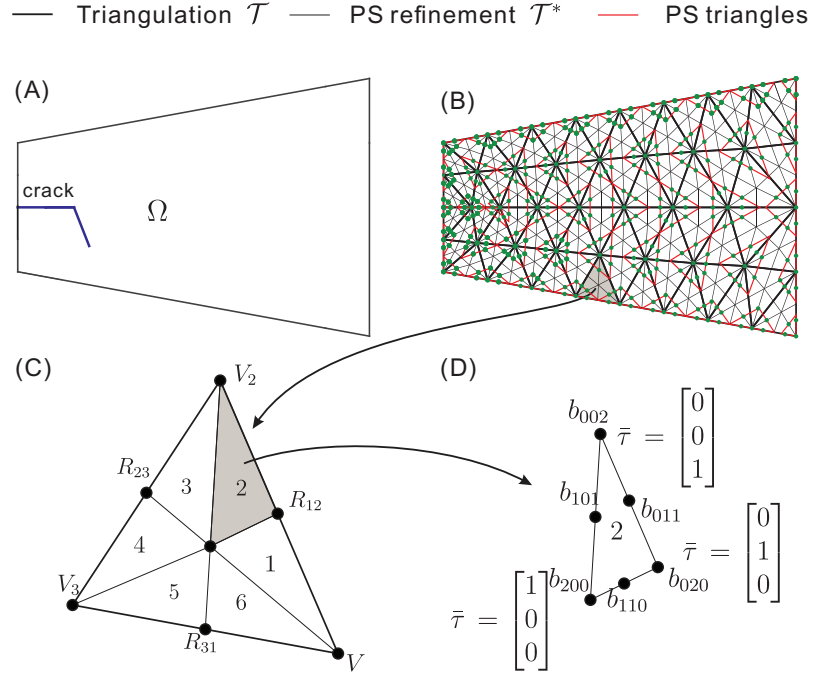 Triangulation 𝒯 PS refinement 𝒯* PS triangles
(A)
crack
Ω
(B)
(C)
V₂
R₂₃
3
2
R₁₂
4
1
V₃
5
6
R₃₁
V
(D)
b₀₀₂
τ̄ = [0 0 1]
b₁₀₁
b₀₁₁
2
τ̄ = [0 1 0]
b₀₂₀
b₂₀₀
b₁₁₀
τ̄ = [1 0 0]